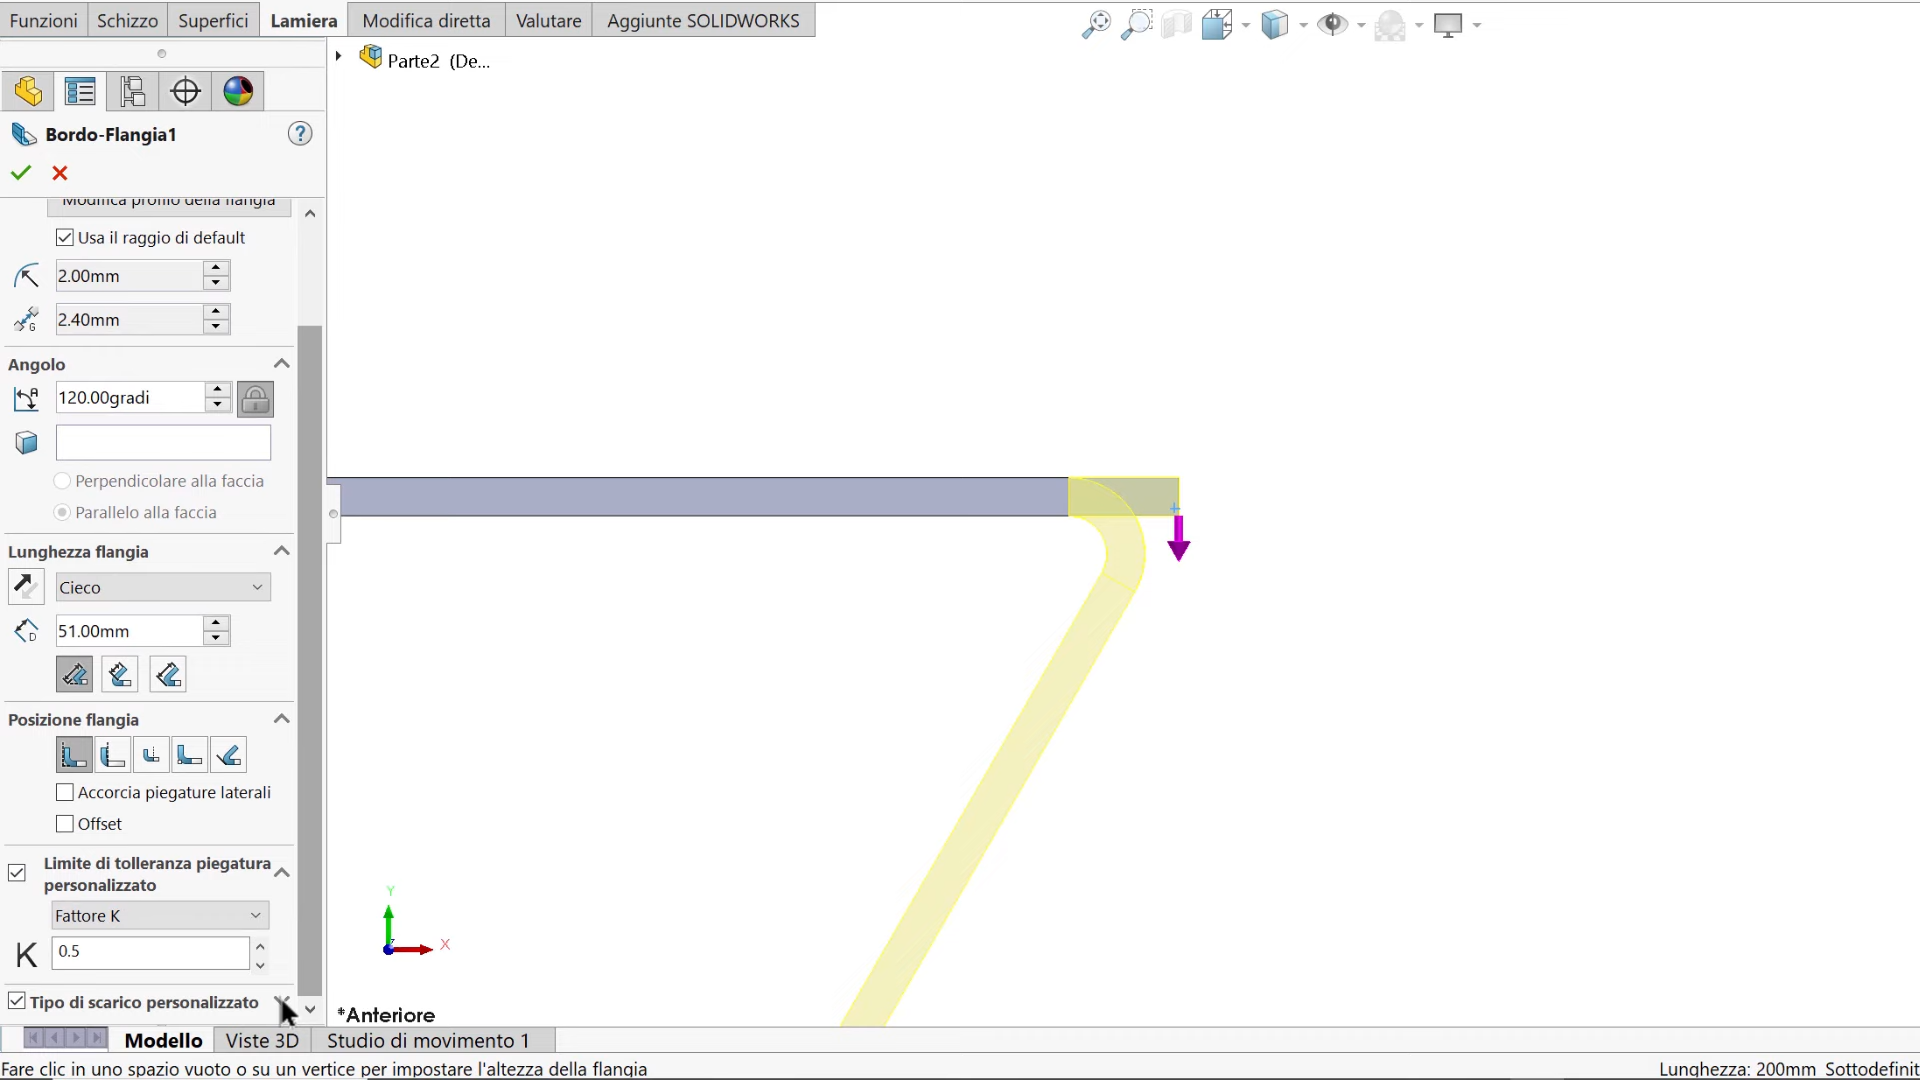 Funzioni Schizzo Superfici Lamiera Modifica diretta Valutare Aggiunte SOLIDWORKS
Parte2 (De...
Bordo-Flangia1
Modifica profilo della flangia
Usa il raggio di default
2.00mm
2.40mm
Angolo
120.00gradi
Perpendicolare alla faccia
Parallelo alla faccia
Lunghezza flangia
Cieco
51.00mm
Posizione flangia
Accorcia piegature laterali
Offset
Limite di tolleranza piegatura
personalizzato
Fattore K
K 0.5
Tipo di scarico personalizzato
Y
X
*Anteriore
Modello Viste 3D Studio di movimento 1
Fare clic in uno spazio vuoto o su un vertice per impostare l'altezza della flangia
Lunghezza: 200mm Sottodefinit